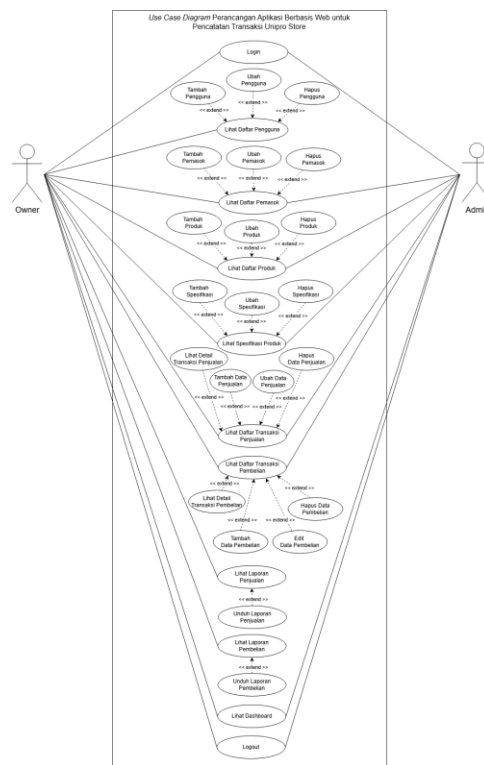 Use Case Diagram Perancangan Aplikasi Berbasis Web untuk
Pencatatan Transaksi Unipro Store
Login
Tambah
Pengguna
Ubah
Pengguna
Hapus
Pengguna
<< extend >>
<< extend >>
<< extend >>
Lihat Daftar Pengguna
Tambah
Pemasok
Ubah
Pemasok
Hapus
Pemasok
<< extend >>
<< extend >>
<< extend >>
Lihat Daftar Pemasok
Owner
Admi
Tambah
Produk
Ubah
Produk
Hapus
Produk
<< extend >>
<< extend >>
<< extend >>
Lihat Daftar Produk
Tambah
Spesifikasi
Ubah
Spesifikasi
Hapus
Spesifikasi
<< extend >>
<< extend >>
<< extend >>
Lihat Spesifikasi Produk
Lihat Detail
Transaksi Penjualan
Tambah Data
Penjualan
Ubah Data
Penjualan
Hapus
Data Penjualan
<< extend >>
<< extend >>
<< extend >>
<< extend >>
Lihat Daftar Transaksi
Penjualan
Lihat Daftar Transaksi
Pembelian
<< extend >>
<< extend >>
<< extend >>
<< extend >>
Lihat Detail
Transaksi Pembelian
Hapus Data
Pembelian
Tambah
Data Pembelian
Edit
Data Pembelian
Lihat Laporan
Penjualan
<< extend >>
Unduh Laporan
Penjualan
Lihat Laporan
Pembelian
<< extend >>
Unduh Laporan
Pembelian
Lihat Dashboard
Logout